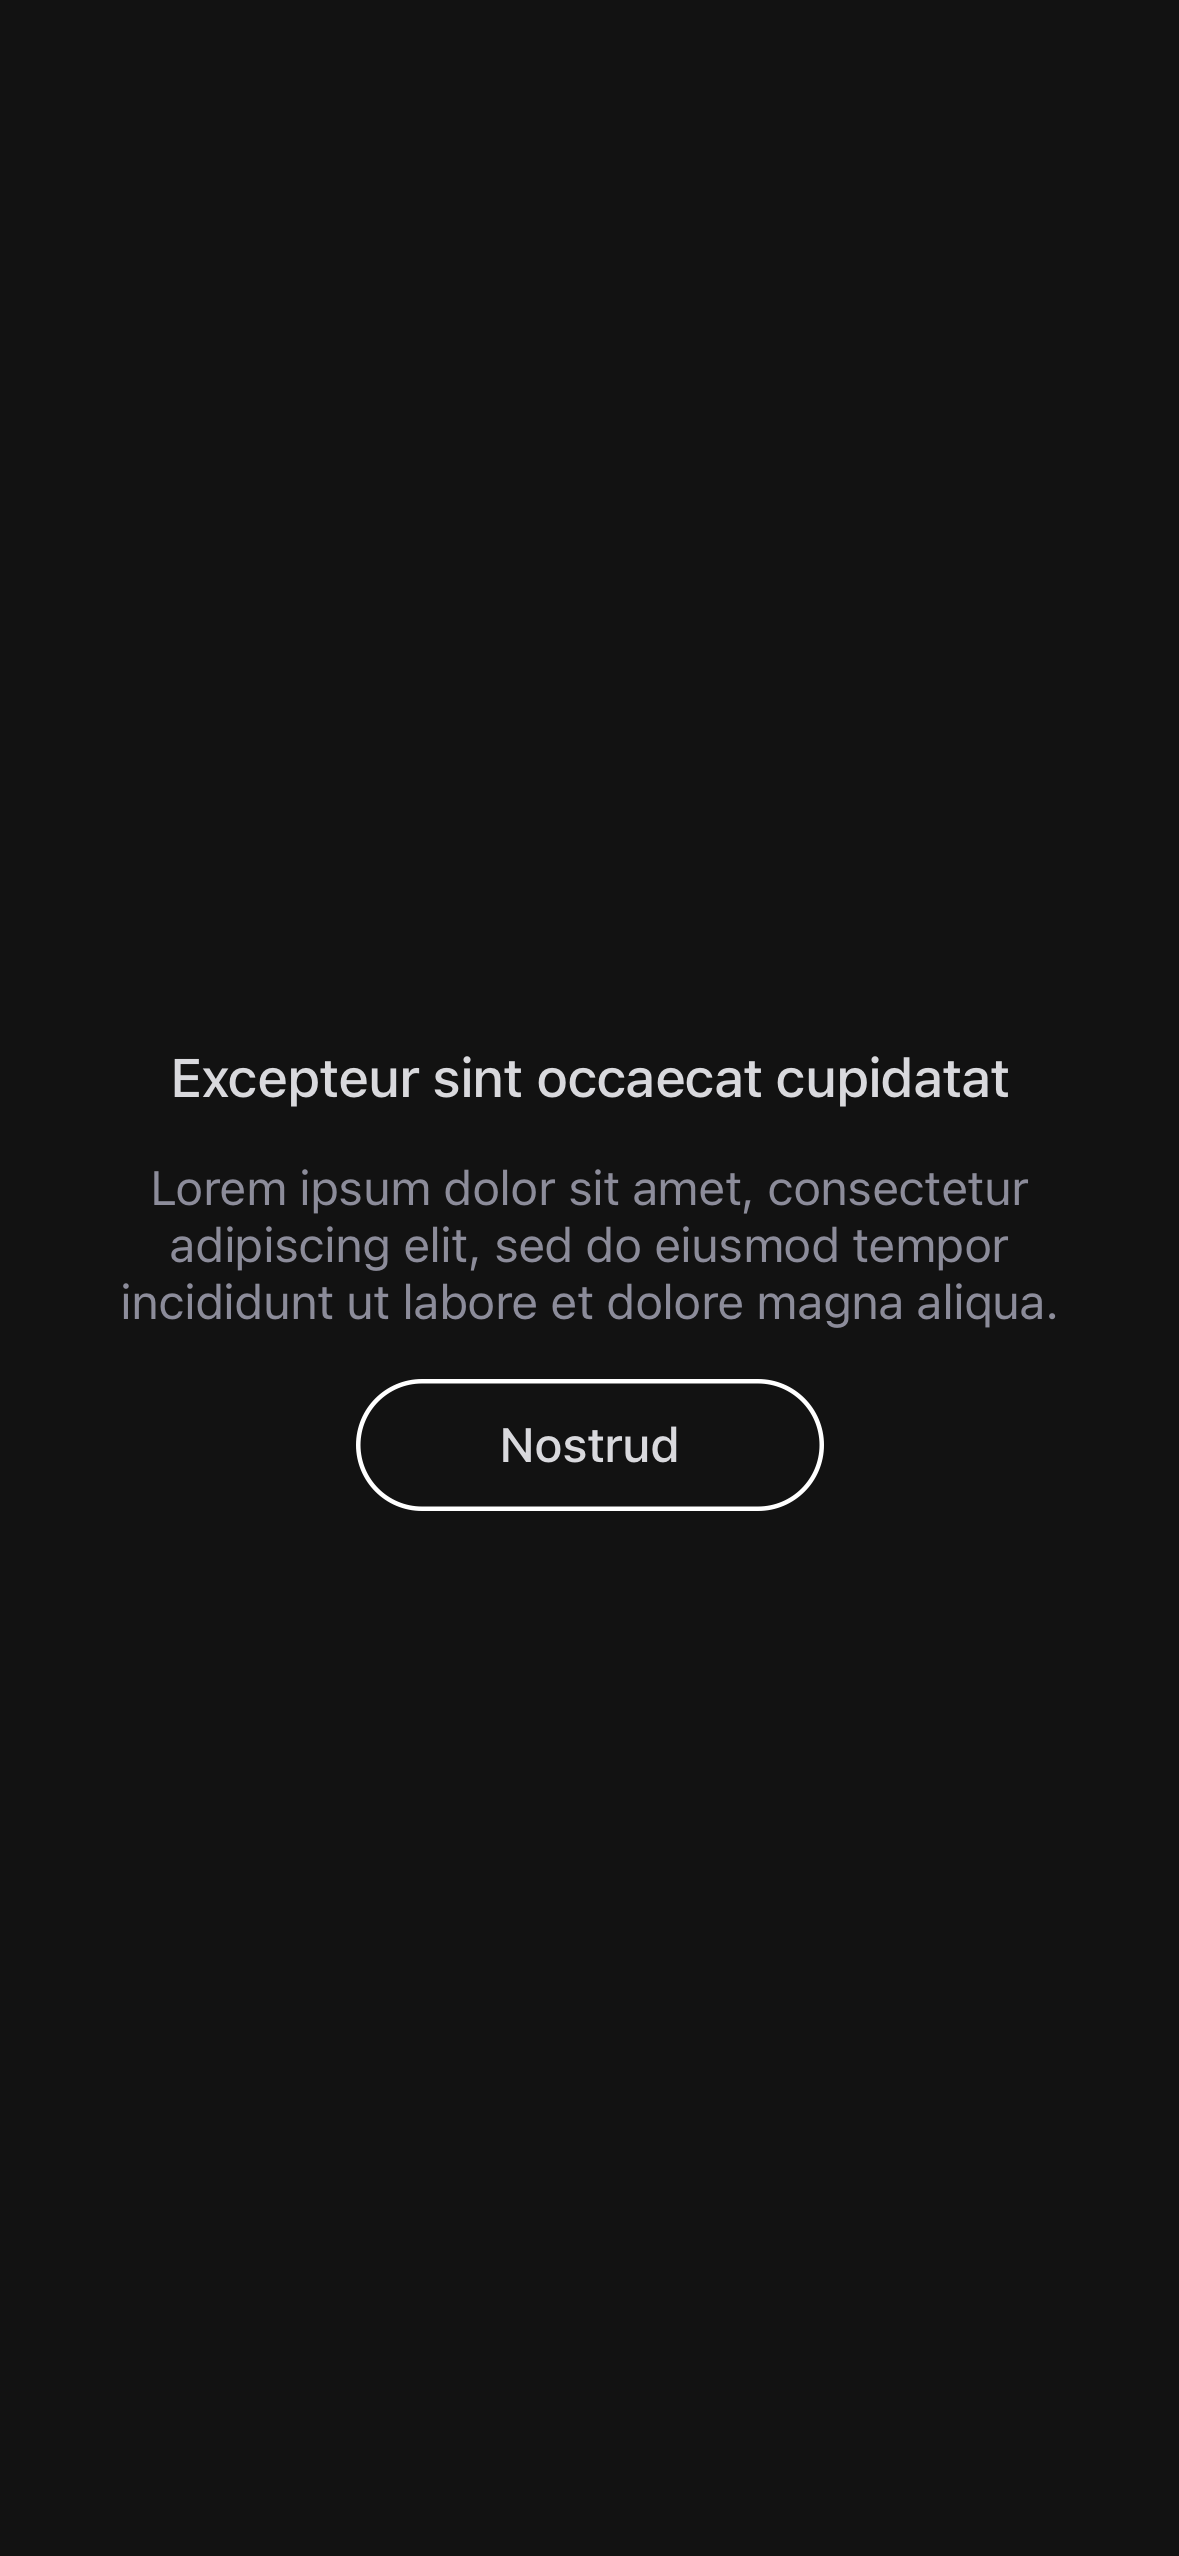 Excepteur sint occaecat cupidatat
Lorem ipsum dolor sit amet, consectetur
adipiscing elit, sed do eiusmod tempor
incididunt ut labore et dolore magna aliqua.
Nostrud